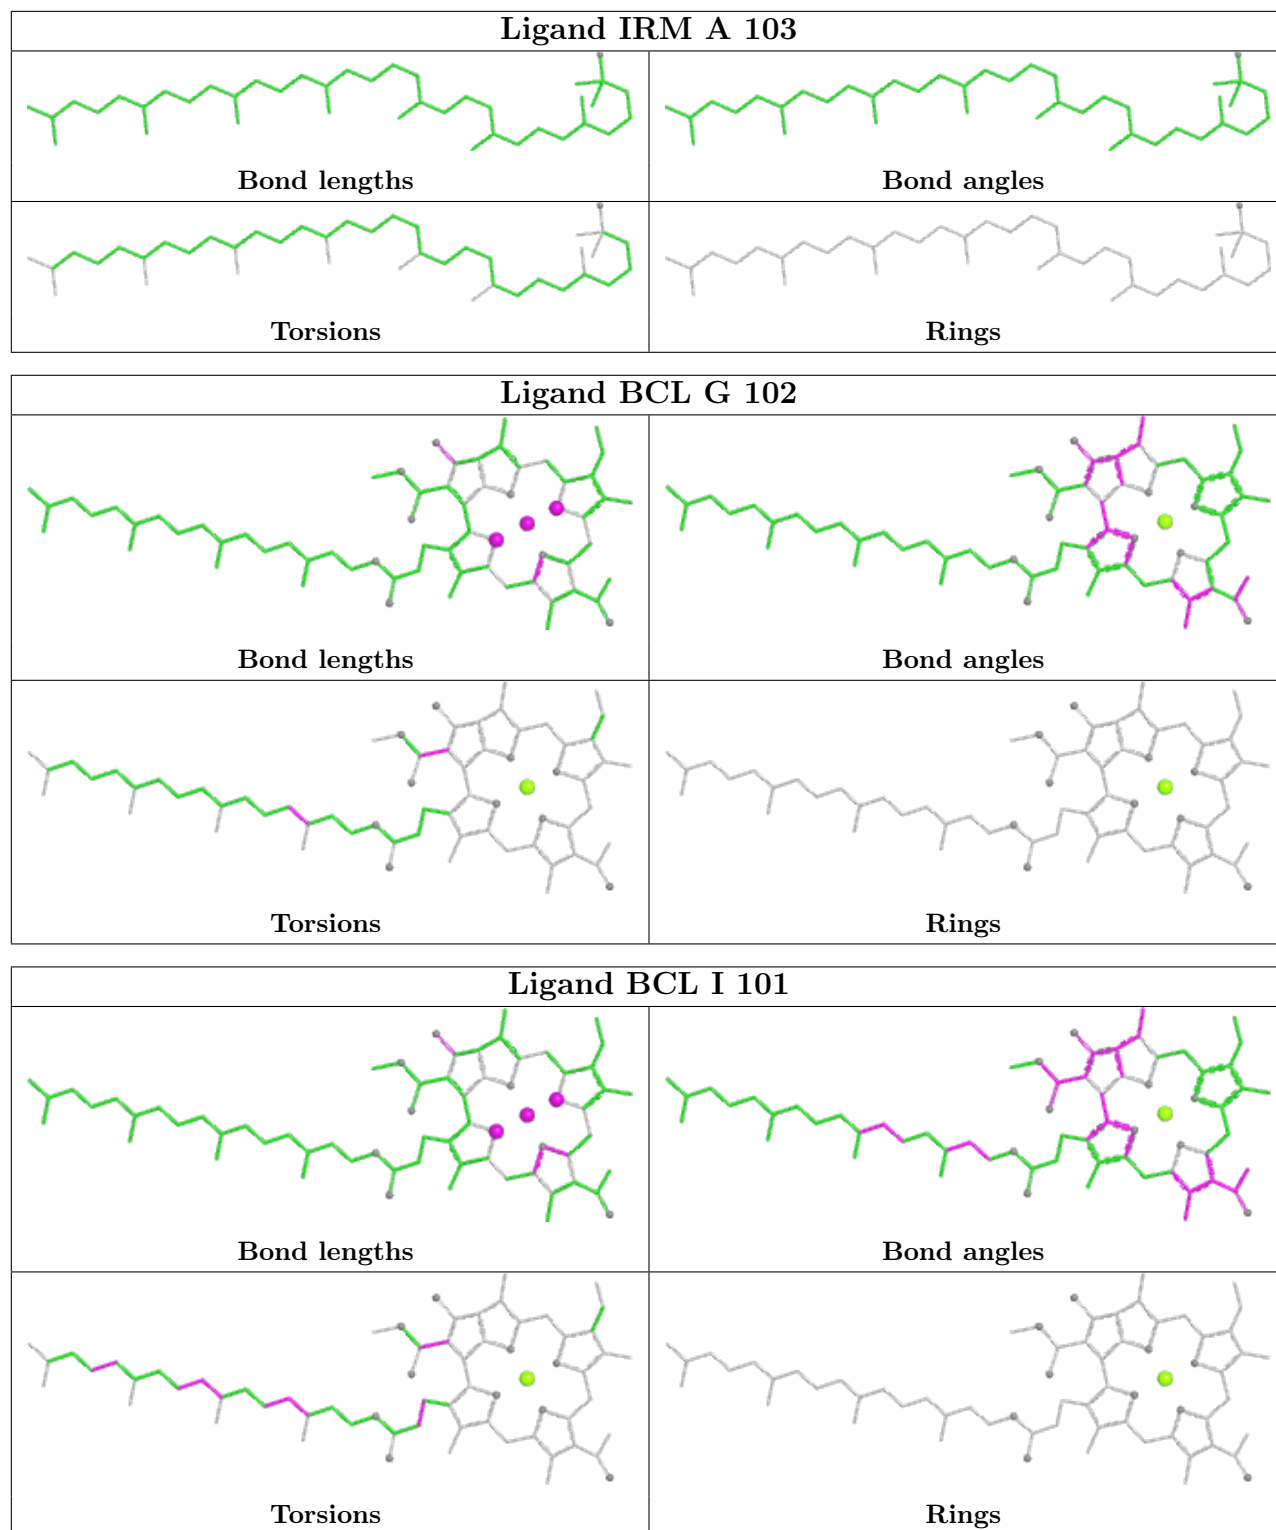 Ligand IRM A 103
Bond lengths
Bond angles
Torsions
Rings
Ligand BCL G 102
Bond lengths
Bond angles
Torsions
Rings
Ligand BCL I 101
Bond lengths
Bond angles
Torsions
Rings